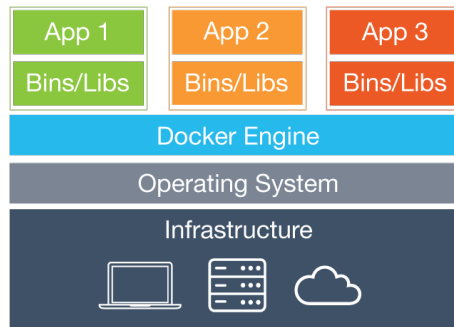 App 1
App 2
App 3
Bins/Libs
Bins/Libs
Bins/Libs
Docker Engine
Operating System
Infrastructure